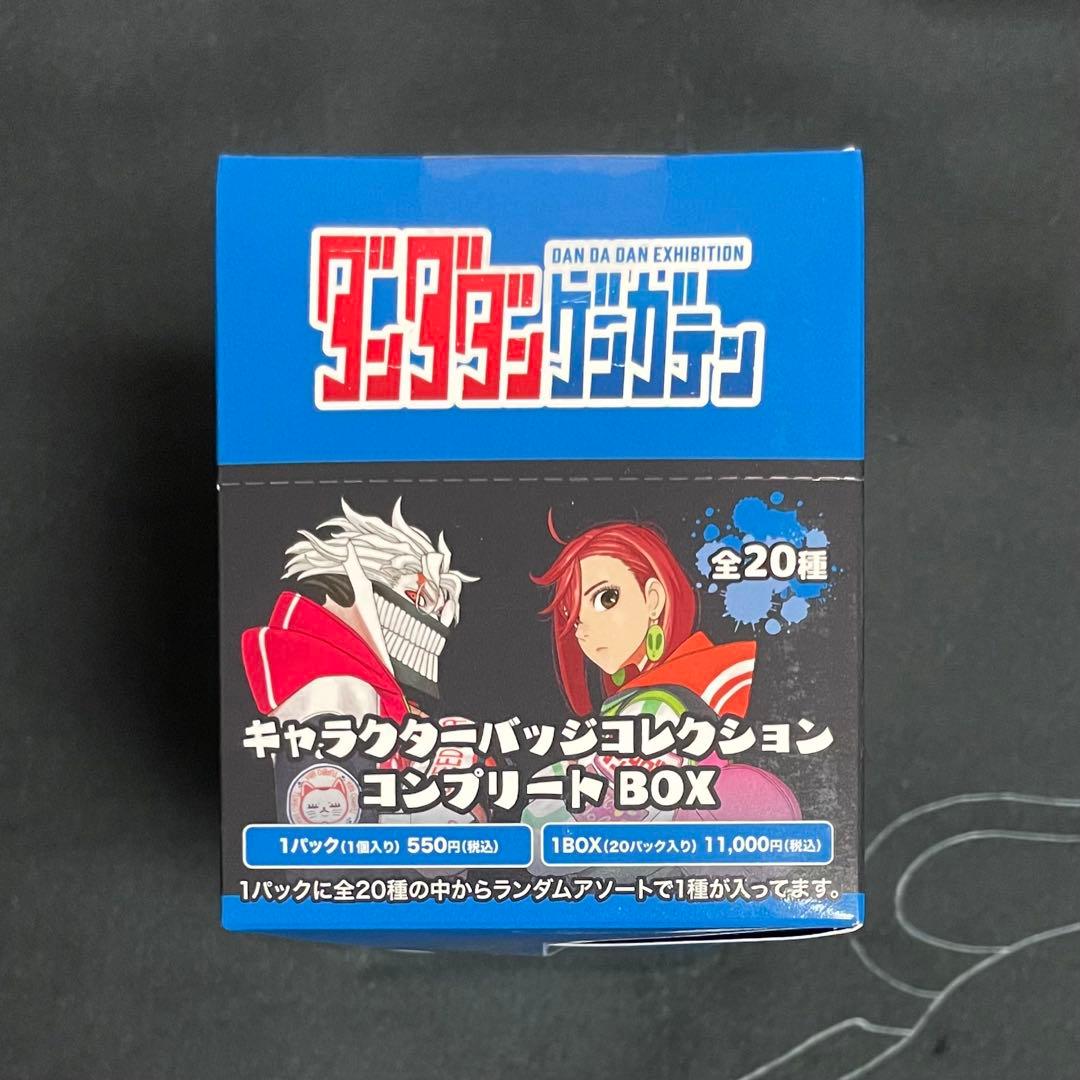 DAN DA DAN EXHIBITION
ダンダダンゲンガテン
全20種
キャラクターバッジコレクション
コンプリートBOX
1パック(1個入り) 550円(税込)
1BOX(20パック入り) 11,000円(税込)
1パックに全20種の中からランダムアソートで1種が入ってます。